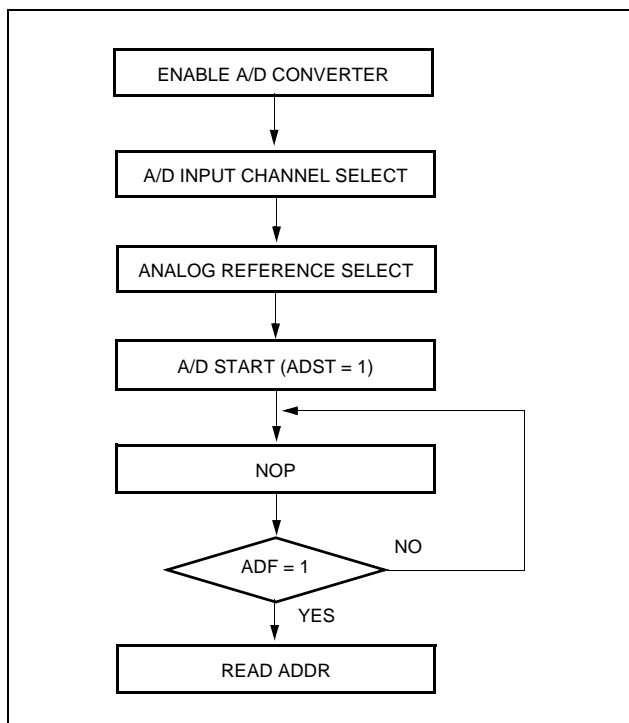 ENABLE A/D CONVERTER
A/D INPUT CHANNEL SELECT
ANALOG REFERENCE SELECT
A/D START (ADST = 1)
NOP
ADF = 1
NO
YES
READ ADDR